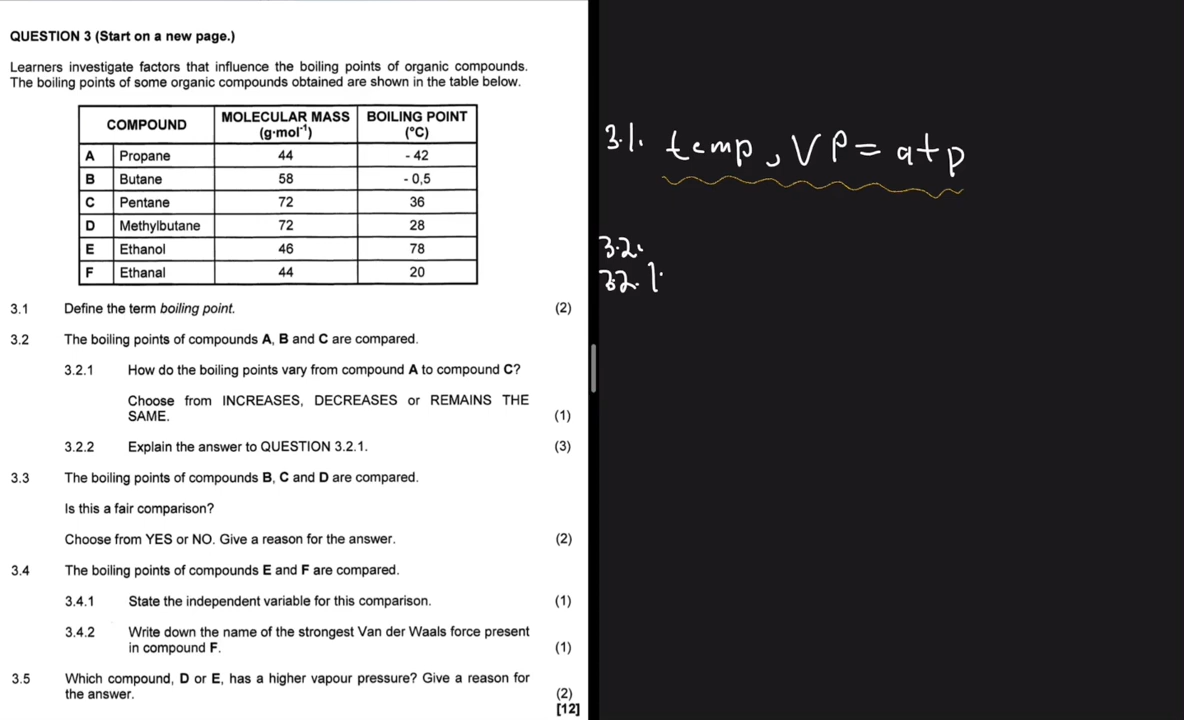 QUESTION 3 (Start on a new page.)
Learners investigate factors that influence the boiling points of organic compounds.
The boiling points of some organic compounds obtained are shown in the table below.
COMPOUND MOLECULAR MASS (g·mol⁻¹) BOILING POINT (°C)
A Propane 44 - 42
B Butane 58 - 0,5
C Pentane 72 36
D Methylbutane 72 28
E Ethanol 46 78
F Ethanal 44 20
3.1 Define the term boiling point. (2)
3.2 The boiling points of compounds A, B and C are compared.
3.2.1 How do the boiling points vary from compound A to compound C?
Choose from INCREASES, DECREASES or REMAINS THE
SAME. (1)
3.2.2 Explain the answer to QUESTION 3.2.1. (3)
3.3 The boiling points of compounds B, C and D are compared.
Is this a fair comparison?
Choose from YES or NO. Give a reason for the answer. (2)
3.4 The boiling points of compounds E and F are compared.
3.4.1 State the independent variable for this comparison. (1)
3.4.2 Write down the name of the strongest Van der Waals force present
in compound F. (1)
3.5 Which compound, D or E, has a higher vapour pressure? Give a reason for
the answer. (2)
[12]
3.1. temp, VP = atp
3.2.
3.2.1.